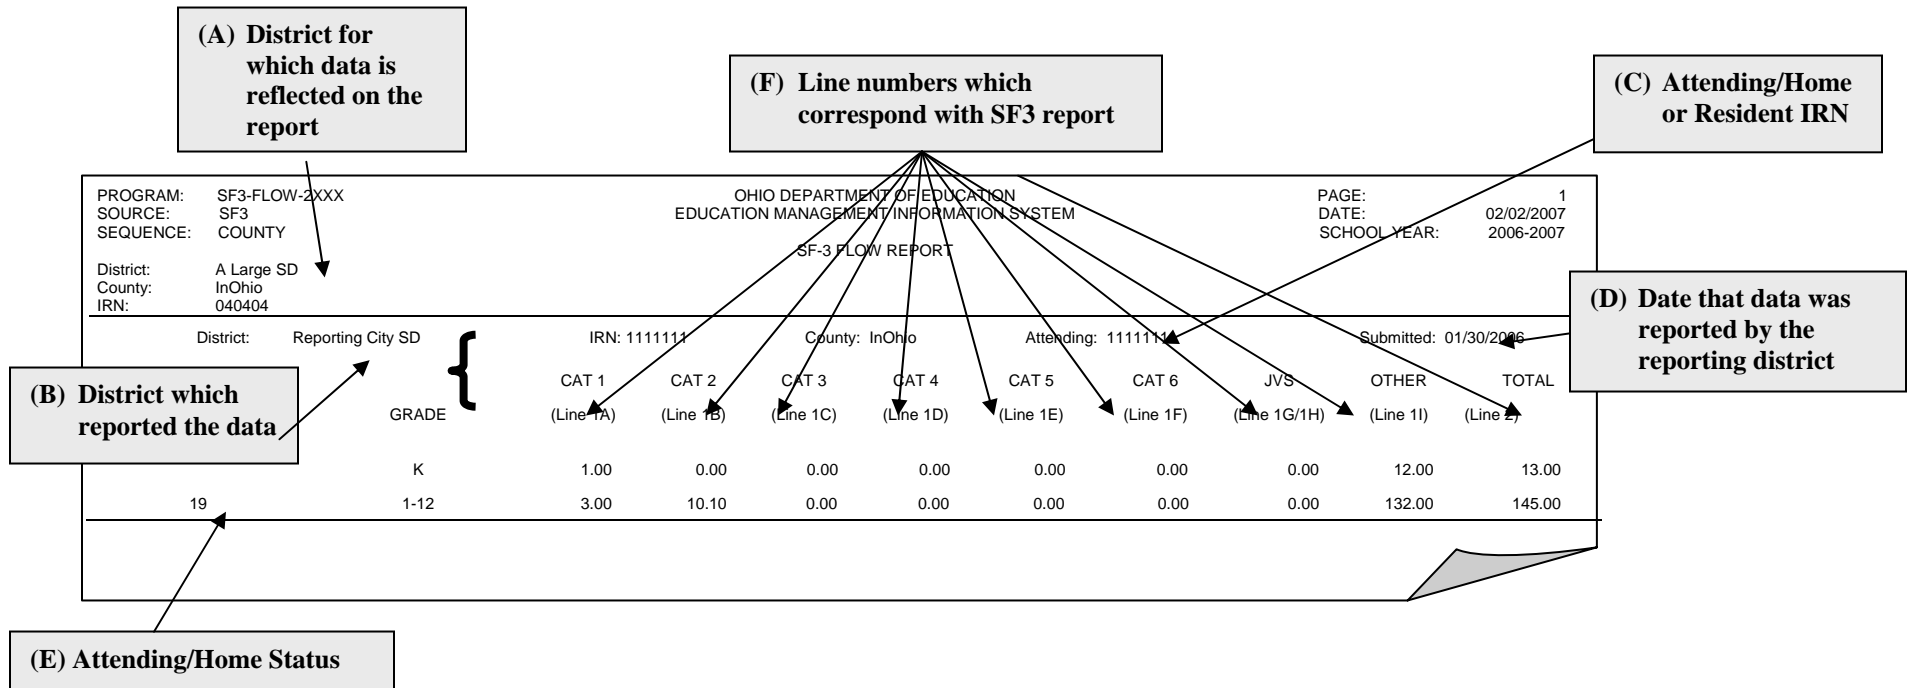 (A) District for
which data is
reflected on the
report
(F) Line numbers which
correspond with SF3 report
(C) Attending/Home
or Resident IRN
PROGRAM: SF3-FLOW-2XXX OHIO DEPARTMENT OF EDUCATION PAGE: 1
SOURCE: SF3 EDUCATION MANAGEMENT INFORMATION SYSTEM DATE: 02/02/2007
SEQUENCE: COUNTY SCHOOL YEAR: 2006-2007
SF-3 FLOW REPORT
District: A Large SD
County: InOhio
IRN: 040404
(D) Date that data was
reported by the
reporting district
District: Reporting City SD { IRN: 1111111 County: InOhio Attending: 1111111 Submitted: 01/30/2006
(B) District which
reported the data
CAT 1 CAT 2 CAT 3 CAT 4 CAT 5 CAT 6 JVS OTHER TOTAL
GRADE (Line 1A) (Line 1B) (Line 1C) (Line 1D) (Line 1E) (Line 1F) (Line 1G/1H) (Line 1I) (Line 2)
K 1.00 0.00 0.00 0.00 0.00 0.00 0.00 12.00 13.00
19 1-12 3.00 10.10 0.00 0.00 0.00 0.00 0.00 132.00 145.00
(E) Attending/Home Status